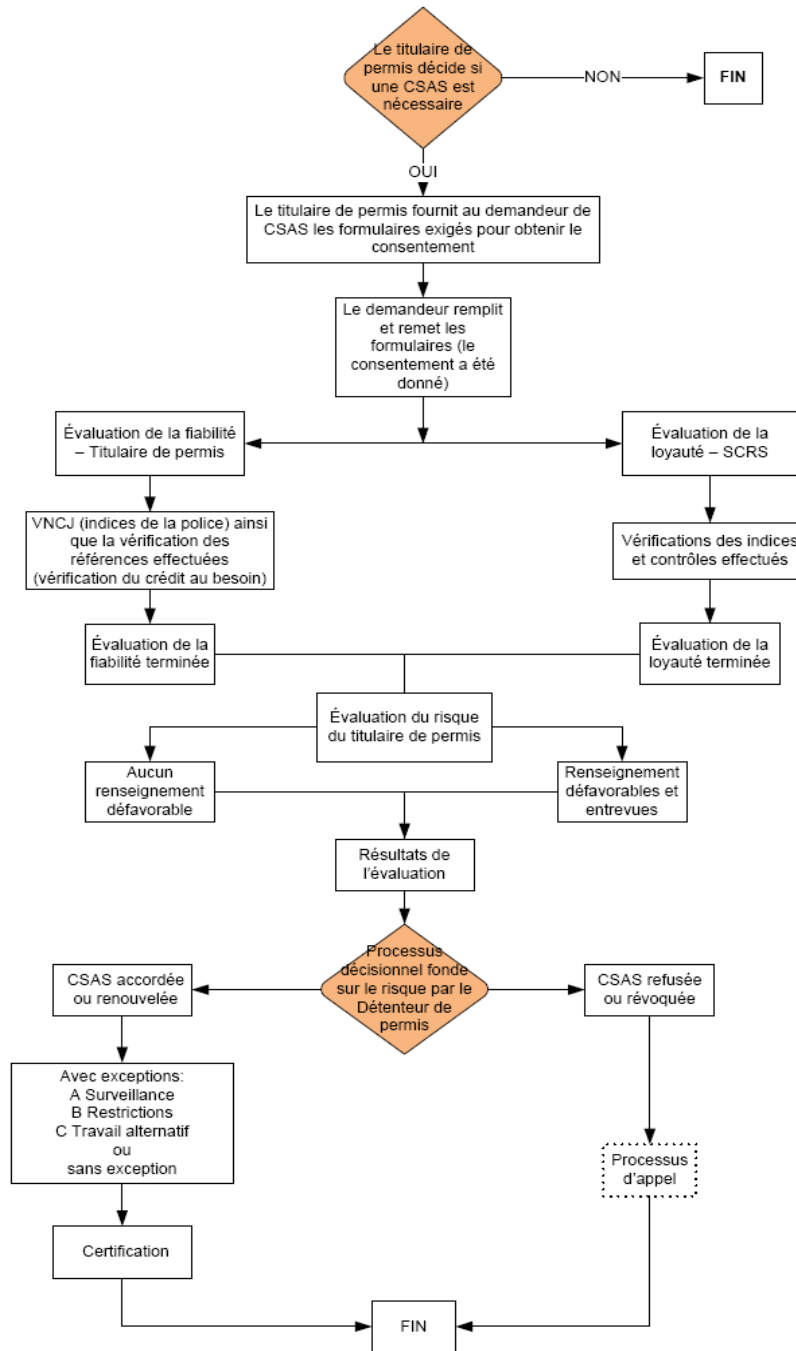 Le titulaire de
permis décide si
une CSAS est
nécessaire
NON
FIN
OUI
Le titulaire de permis fournit au demandeur de
CSAS les formulaires exigés pour obtenir le
consentement
Le demandeur remplit
et remet les
formulaires (le
consentement a été
donné)
Évaluation de la fiabilité
– Titulaire de permis
Évaluation de la
loyauté – SCRS
VNCJ (indices de la police) ainsi
que la vérification des
références effectuées
(vérification du crédit au besoin)
Vérifications des indices
et contrôles effectués
Évaluation de la
fiabilité terminée
Évaluation de la
loyauté terminée
Évaluation du risque
du titulaire de permis
Aucun
renseignement
défavorable
Renseignement
défavorables et
entrevues
Résultats de
l’évaluation
Processus
décisionnel fonde
sur le risque par le
Détenteur de
permis
CSAS accordée
ou renouvelée
CSAS refusée
ou révoquée
Avec exceptions:
A Surveillance
B Restrictions
C Travail alternatif
ou
sans exception
Processus
d’appel
Certification
FIN